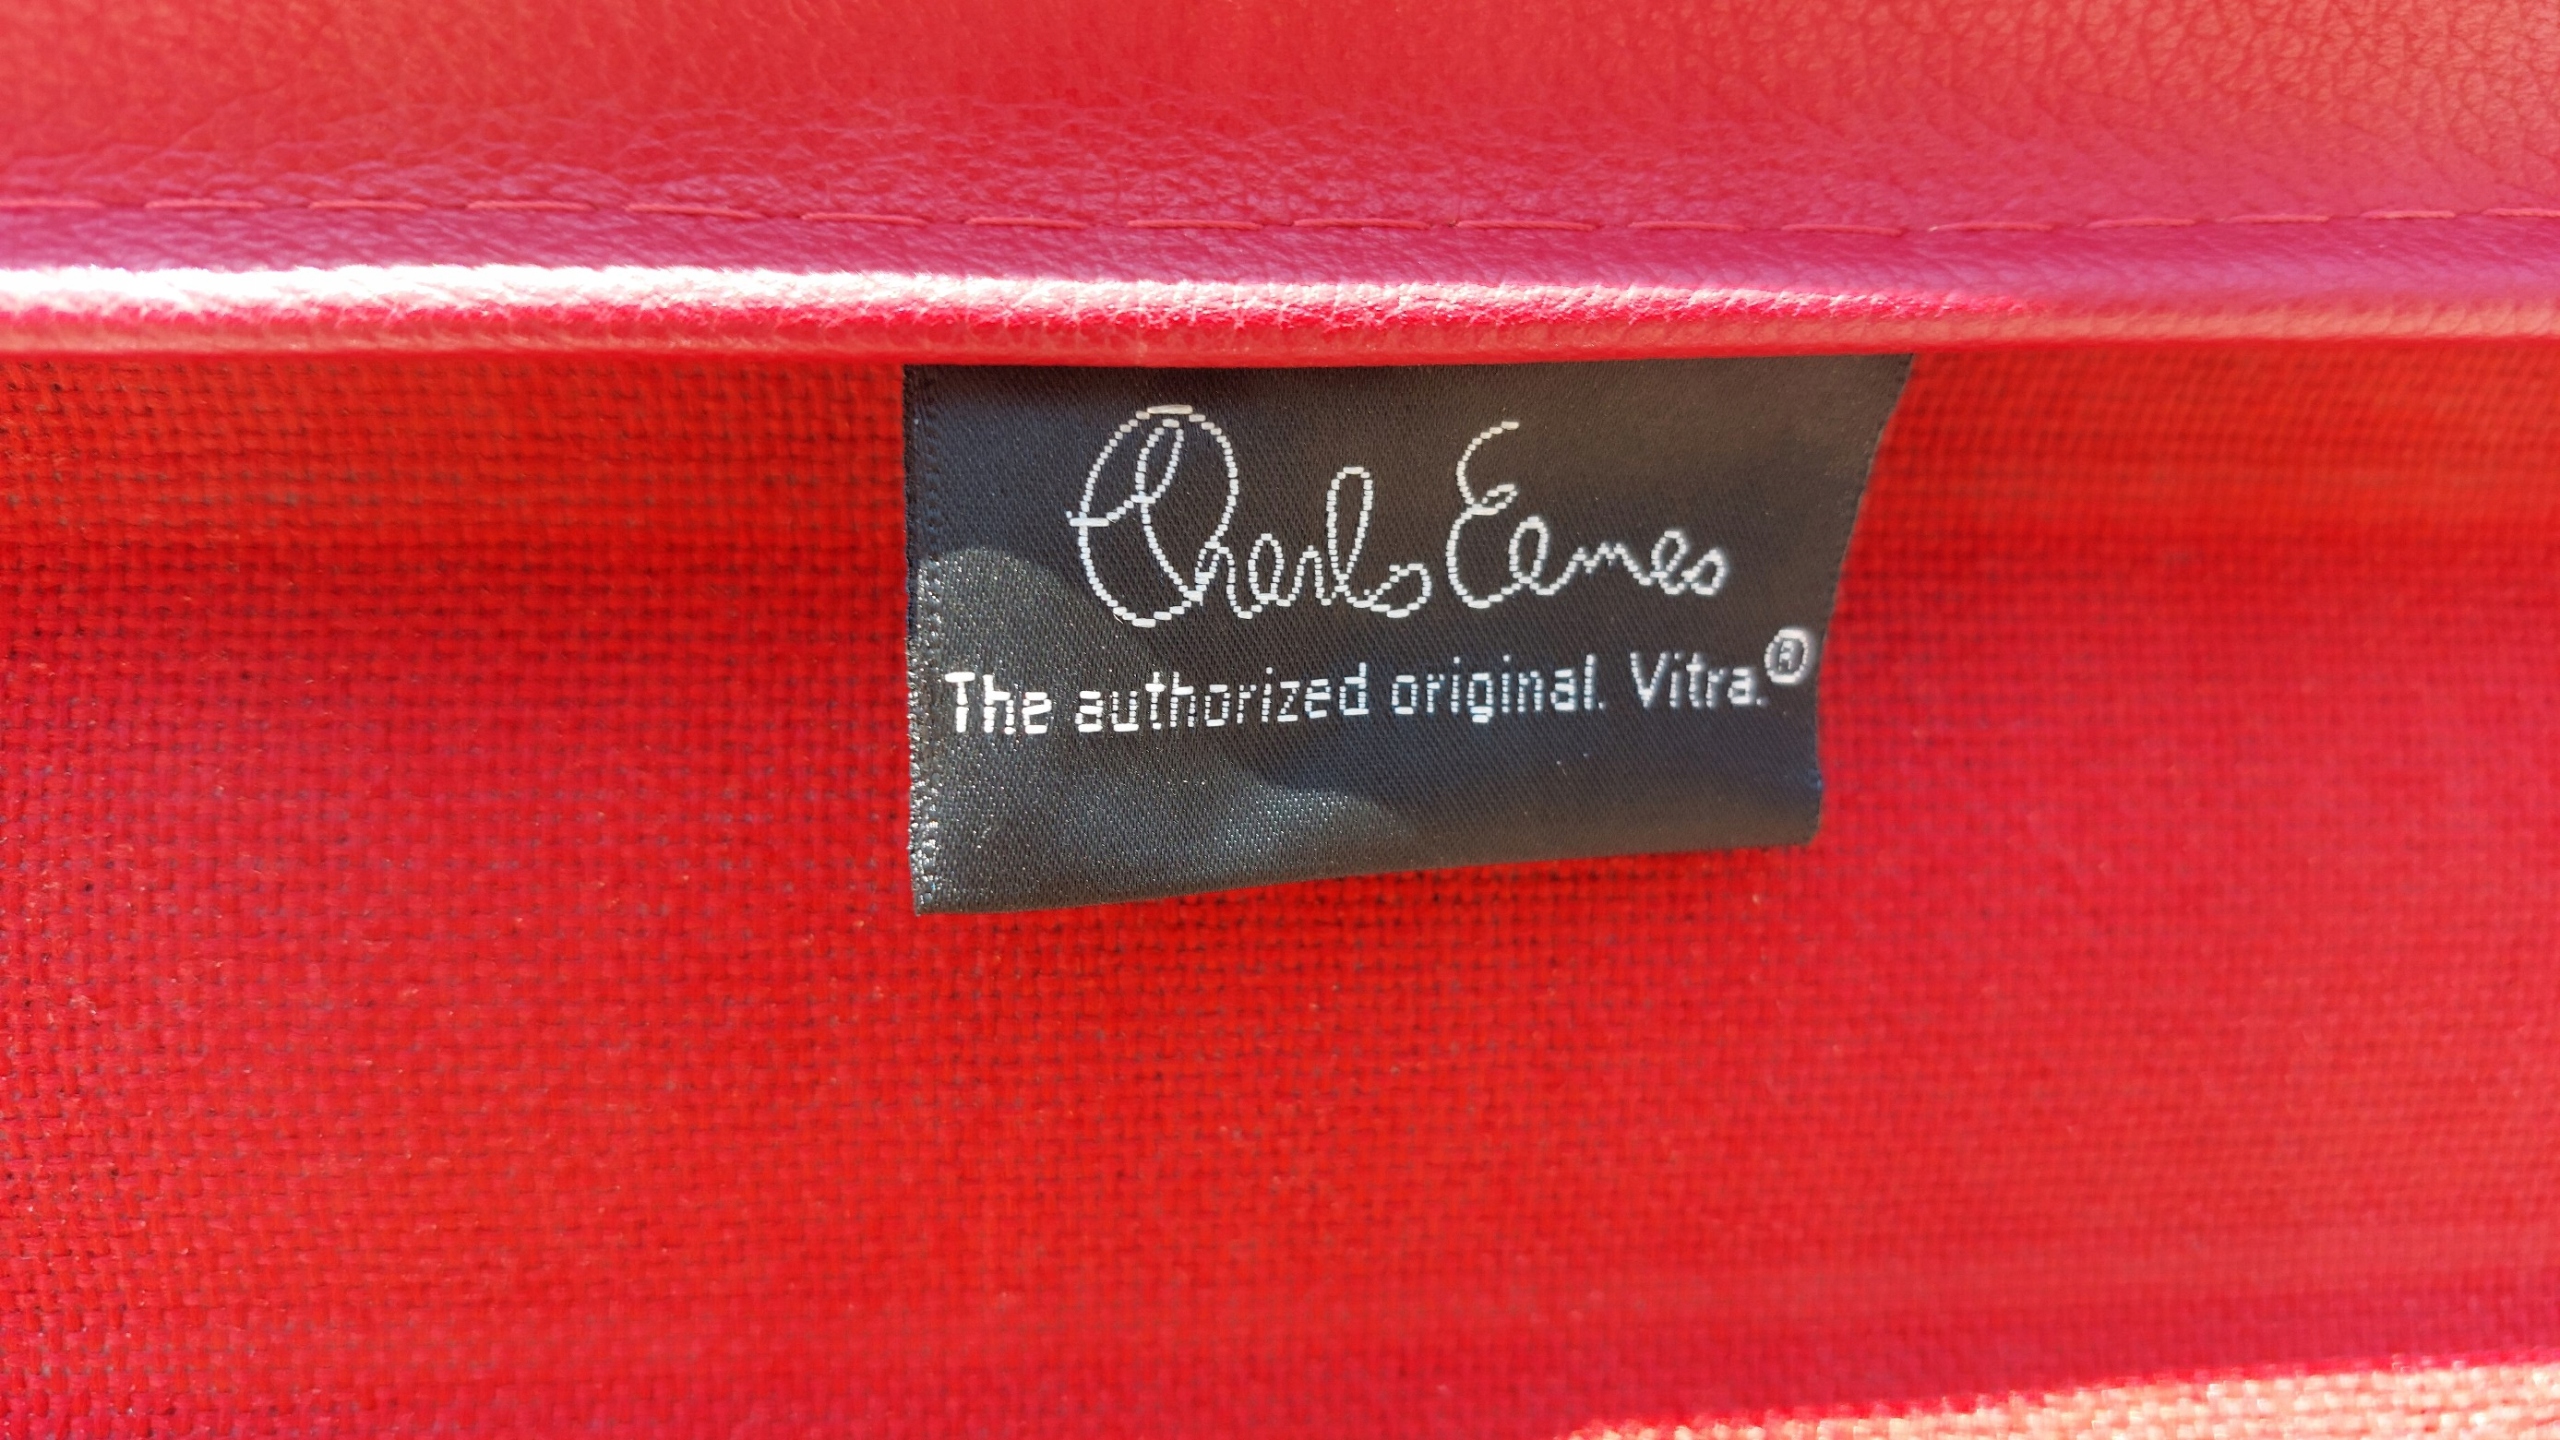 Charles Eames
The authorized original. Vitra.®